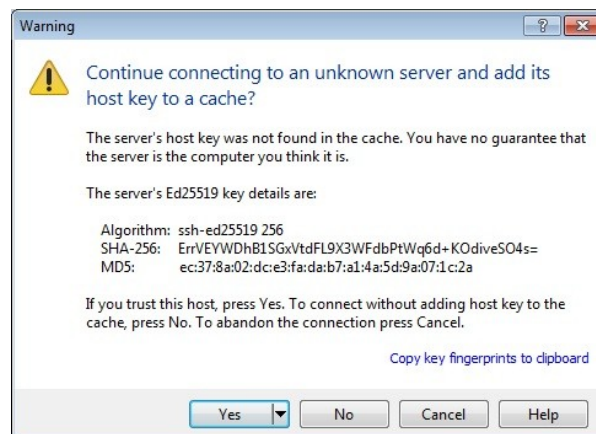 Warning
Continue connecting to an unknown server and add its
host key to a cache?
The server's host key was not found in the cache. You have no guarantee that
the server is the computer you think it is.
The server's Ed25519 key details are:
Algorithm: ssh-ed25519 256
SHA-256: ErrVEYWDhB1SGxVtdFL9X3WFdbPtWq6d+KOdiveSO4s=
MD5: ec:37:8a:02:dc:e3:fa:da:b7:a1:4a:5d:9a:07:1c:2a
If you trust this host, press Yes. To connect without adding host key to the
cache, press No. To abandon the connection press Cancel.
Copy key fingerprints to clipboard
Yes No Cancel Help